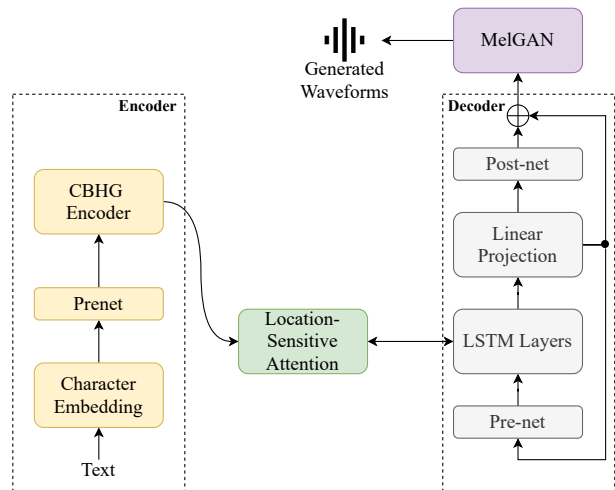 MelGAN
Generated
Waveforms
Encoder
CBHG
Encoder
Prenet
Character
Embedding
Text
Location-
Sensitive
Attention
Decoder
Post-net
Linear
Projection
LSTM Layers
Pre-net